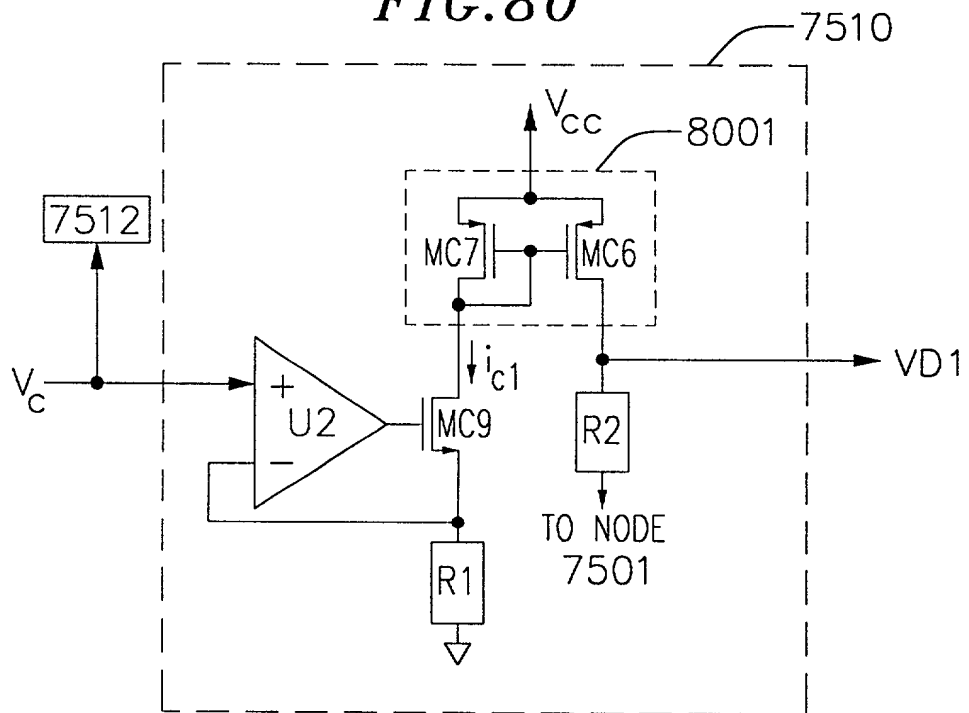 FIG.80
7510
Vcc
8001
7512
MC7
MC6
ic1
VD1
Vc
+
U2
−
MC9
R2
TO NODE
7501
R1